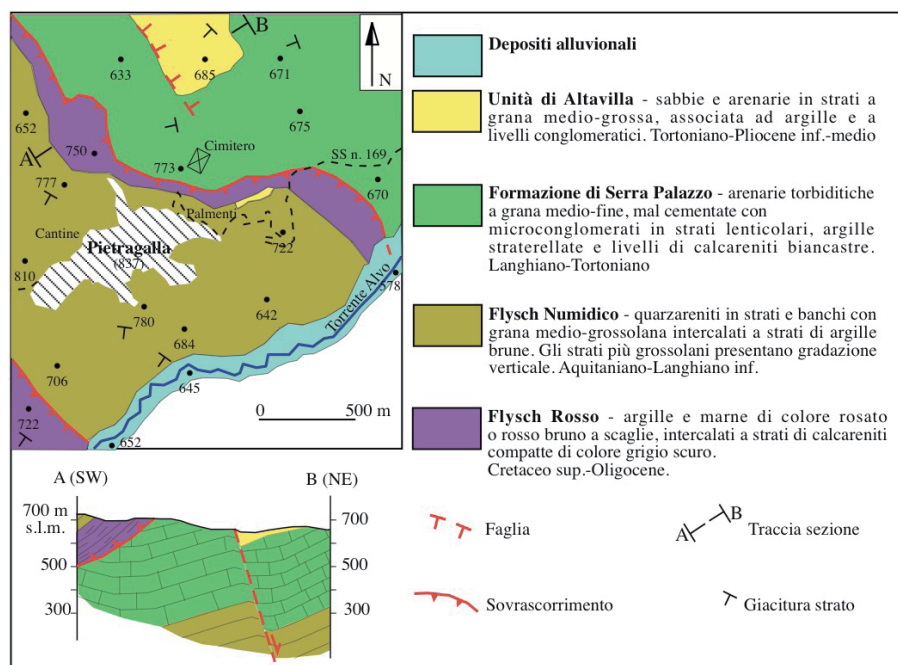 B
633
685
671
N
652
675
A
750
Cimitero
773
SS n. 169
777
670
Palmenti
Cantine
Pietragalla
(837)
722
810
578
780
642
Torrente Alvo
684
706
645
722
0 500 m
652
Depositi alluvionali
Unità di Altavilla - sabbie e arenarie in strati a
grana medio-grossa, associata ad argille e a
livelli conglomeratici. Tortoniano-Pliocene inf.-medio
Formazione di Serra Palazzo - arenarie torbiditiche
a grana medio-fine, mal cementate con
microconglomerati in strati lenticolari, argille
straterellate e livelli di calcareniti biancastre.
Langhiano-Tortoniano
Flysch Numidico - quarzareniti in strati e banchi con
grana medio-grossolana intercalati a strati di argille
brune. Gli strati più grossolani presentano gradazione
verticale. Aquitaniano-Langhiano inf.
Flysch Rosso - argille e marne di colore rosato
o rosso bruno a scaglie, intercalati a strati di calcareniti
compatte di colore grigio scuro.
Cretaceo sup.-Oligocene.
A (SW) B (NE)
700 m 700
s.l.m.
500 500
300 300
Faglia
A B Traccia sezione
Sovrascorrimento
Giacitura strato